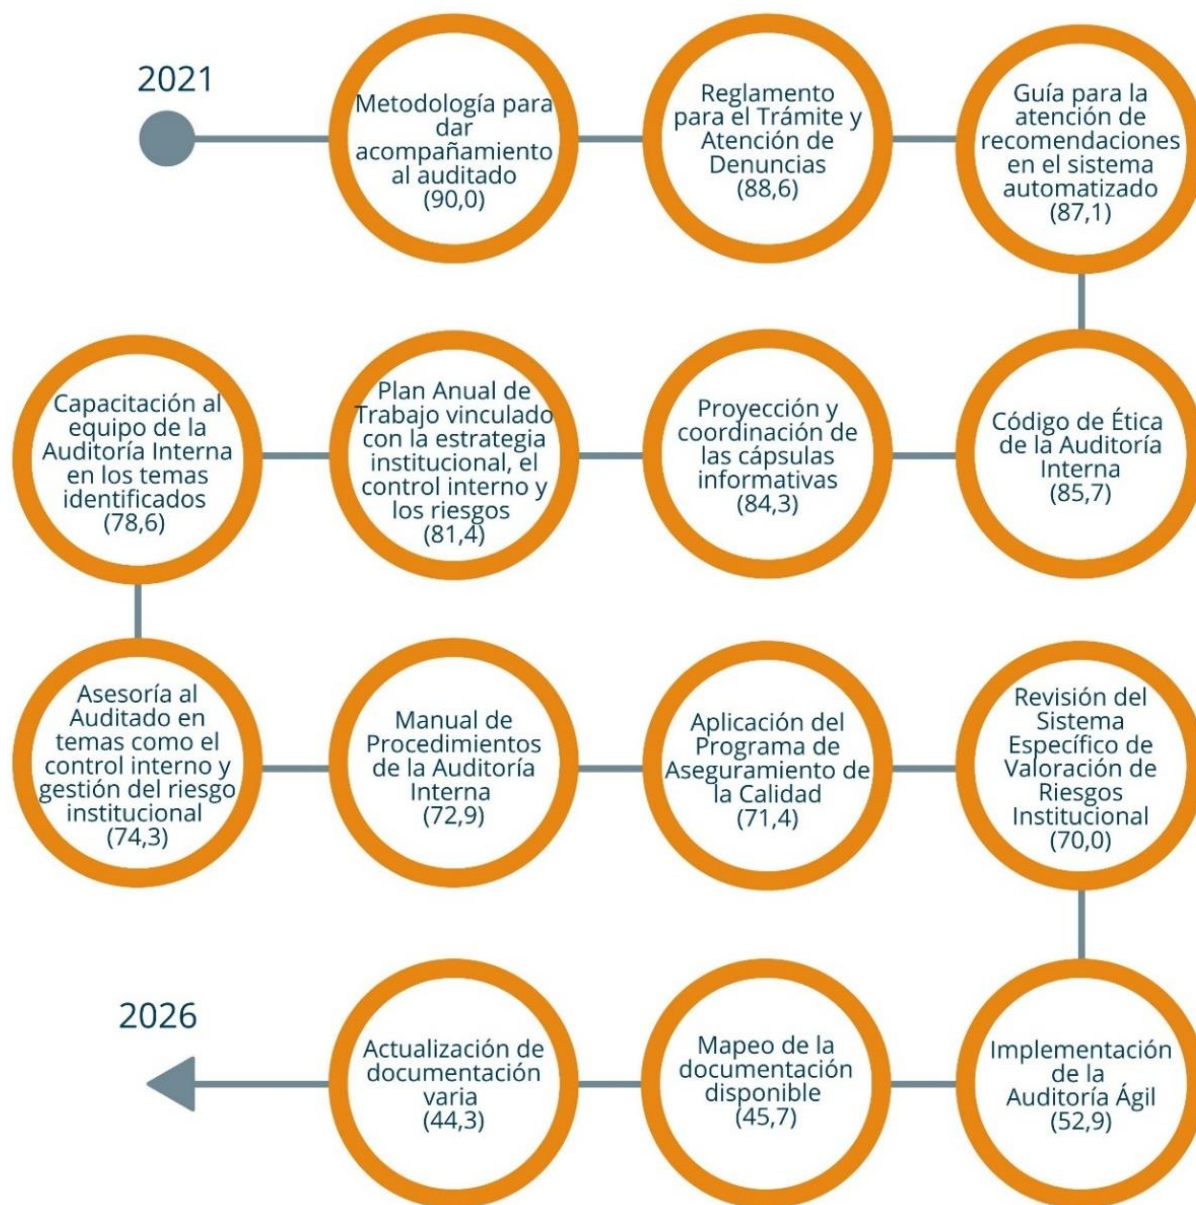 2021
Metodología para
dar
acompañamiento
al auditado
(90,0)
Reglamento
para el Trámite y
Atención de
Denuncias
(88,6)
Guía para la
atención de
recomendaciones
en el sistema
automatizado
(87,1)
Código de Ética
de la Auditoría
Interna
(85,7)
Proyección y
coordinación de
las cápsulas
informativas
(84,3)
Plan Anual de
Trabajo vinculado
con la estrategia
institucional, el
control interno y
los riesgos
(81,4)
Capacitación al
equipo de la
Auditoría Interna
en los temas
identificados
(78,6)
Asesoría al
Auditado en
temas como el
control interno y
gestión del riesgo
institucional
(74,3)
Manual de
Procedimientos
de la Auditoría
Interna
(72,9)
Aplicación del
Programa de
Aseguramiento de
la Calidad
(71,4)
Revisión del
Sistema
Específico de
Valoración de
Riesgos
Institucional
(70,0)
Implementación
de la
Auditoría Ágil
(52,9)
Mapeo de la
documentación
disponible
(45,7)
Actualización de
documentación
varia
(44,3)
2026